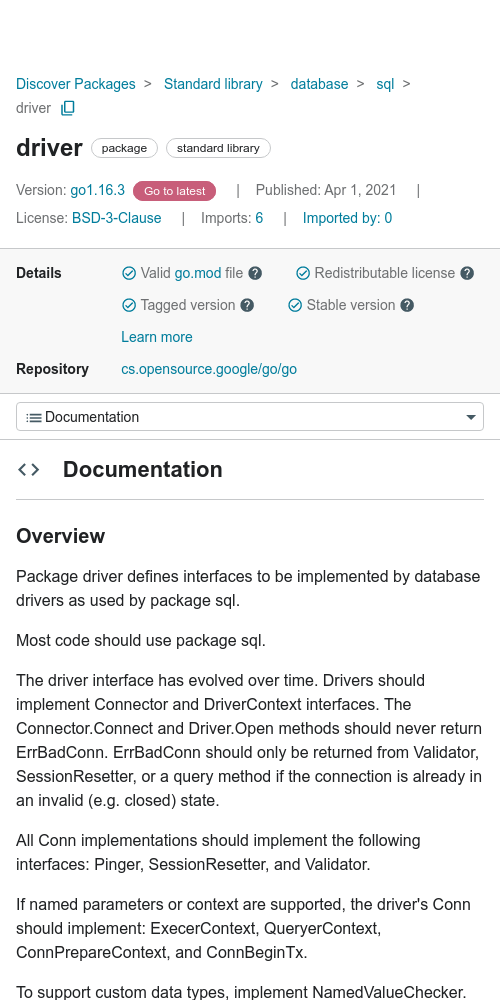 Discover Packages > Standard library > database > sql >
driver
driver package standard library
Version: go1.16.3 Go to latest | Published: Apr 1, 2021 |
License: BSD-3-Clause | Imports: 6 | Imported by: 0
Details Valid go.mod file ? Redistributable license ?
Tagged version ? Stable version ?
Learn more
Repository cs.opensource.google/go/go
Documentation
<> Documentation
Overview
Package driver defines interfaces to be implemented by database
drivers as used by package sql.
Most code should use package sql.
The driver interface has evolved over time. Drivers should
implement Connector and DriverContext interfaces. The
Connector.Connect and Driver.Open methods should never return
ErrBadConn. ErrBadConn should only be returned from Validator,
SessionResetter, or a query method if the connection is already in
an invalid (e.g. closed) state.
All Conn implementations should implement the following
interfaces: Pinger, SessionResetter, and Validator.
If named parameters or context are supported, the driver's Conn
should implement: ExecerContext, QueryerContext,
ConnPrepareContext, and ConnBeginTx.
To support custom data types, implement NamedValueChecker.